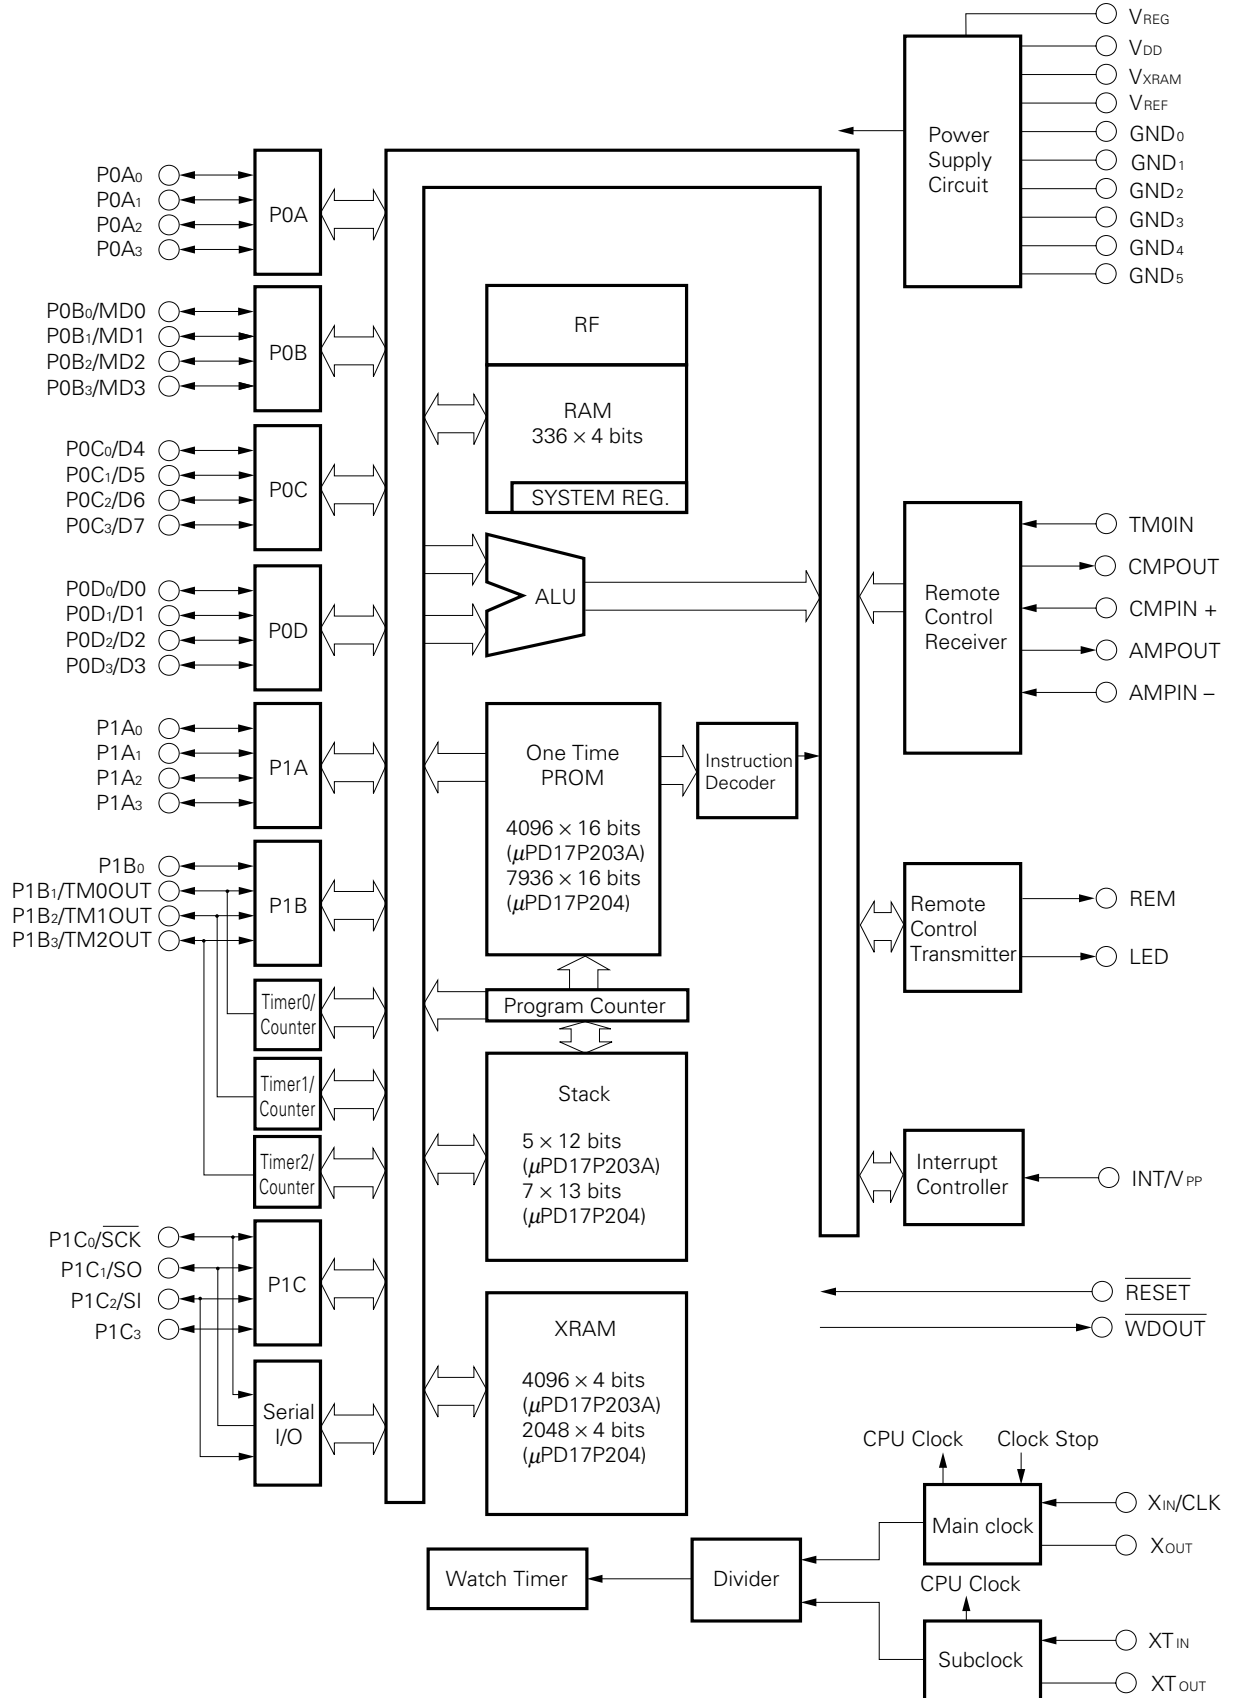 VREG
VDD
VXRAM
VREF
GND0
GND1
GND2
GND3
GND4
GND5
Power
Supply
Circuit
P0A0
P0A1
P0A2
P0A3
P0A
P0B0/MD0
P0B1/MD1
P0B2/MD2
P0B3/MD3
P0B
P0C0/D4
P0C1/D5
P0C2/D6
P0C3/D7
P0C
P0D0/D0
P0D1/D1
P0D2/D2
P0D3/D3
P0D
P1A0
P1A1
P1A2
P1A3
P1A
P1B0
P1B1/TM0OUT
P1B2/TM1OUT
P1B3/TM2OUT
P1B
Timer0/
Counter
Timer1/
Counter
Timer2/
Counter
P1C0/SCK
P1C1/SO
P1C2/SI
P1C3
P1C
Serial
I/O
RF
RAM
336 × 4 bits
SYSTEM REG.
ALU
One Time
PROM
4096 × 16 bits
(μPD17P203A)
7936 × 16 bits
(μPD17P204)
Instruction
Decoder
Program Counter
Stack
5 × 12 bits
(μPD17P203A)
7 × 13 bits
(μPD17P204)
XRAM
4096 × 4 bits
(μPD17P203A)
2048 × 4 bits
(μPD17P204)
Remote
Control
Receiver
TM0IN
CMPOUT
CMPIN +
AMPOUT
AMPIN –
Remote
Control
Transmitter
REM
LED
Interrupt
Controller
INT/VPP
RESET
WDOUT
CPU Clock
Clock Stop
Main clock
XIN/CLK
XOUT
Watch Timer
Divider
CPU Clock
Subclock
XTIN
XTOUT